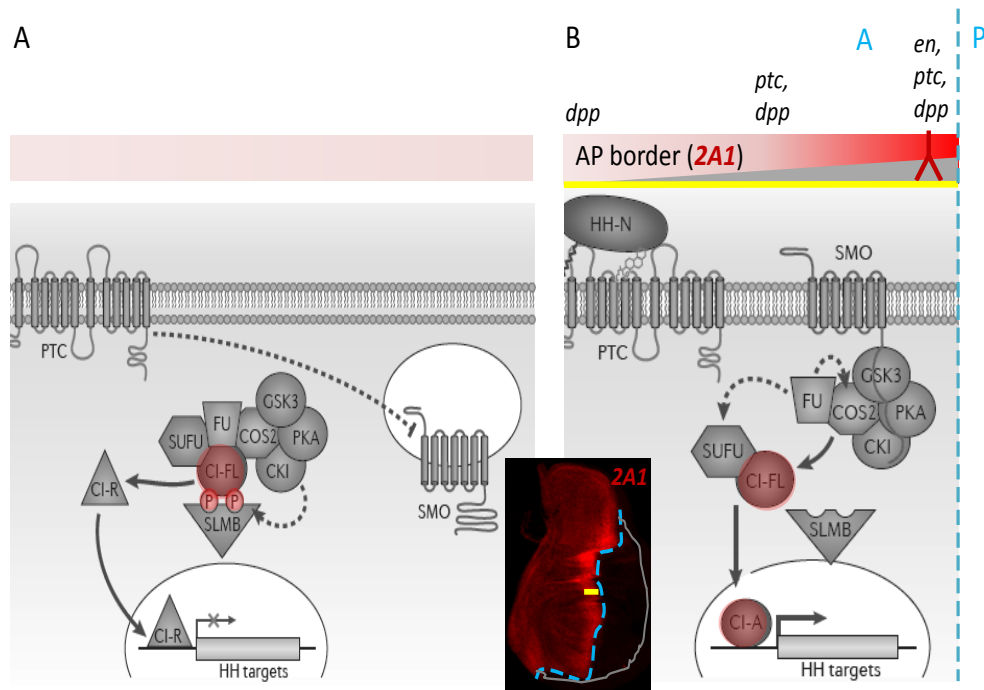 A
B
A
P
en,
ptc,
dpp
ptc,
dpp
dpp
AP border (2A1)
PTC
GSK3
FU
SUFU
COS2
PKA
CI-FL
CKI
CI-R
P
P
SLMB
SMO
CI-R
HH targets
HH-N
SMO
PTC
GSK3
FU
COS2
PKA
SUFU
CKI
CI-FL
SLMB
CI-A
HH targets
2A1